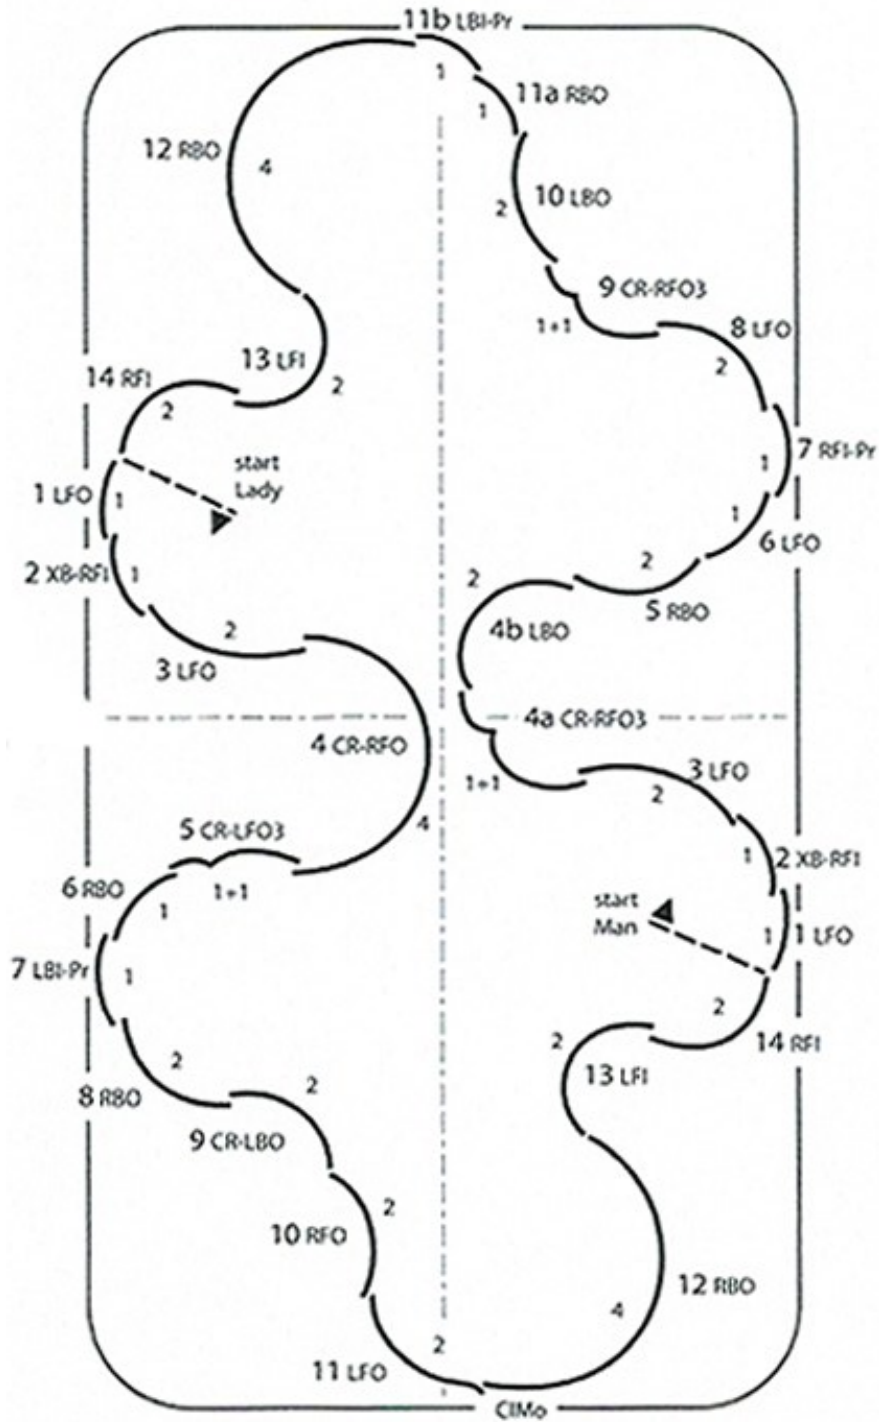 11b LBI-Pr
1
11a RBO
1
12 RBO
4
10 LBO
2
9 CR-RFO3
1+1
8 LFO
2
13 LFI
2
14 RFI
2
7 RFI-Pr
1
start
Lady
1 LFO
1
1
6 LFO
2 XB-RFI
1
2
5 RBO
2
4b LBO
2
3 LFO
4a CR-RFO3
4 CR-RFO
4
3 LFO
2
1+1
5 CR-LFO3
1+1
1
2 XB-RFI
6 RBO
1
start
Man
1
1 LFO
7 LBI-Pr
1
2
14 RFI
2
13 LFI
2
8 RBO
2
9 CR-LBO
2
10 RFO
12 RBO
4
2
11 LFO
ClMo